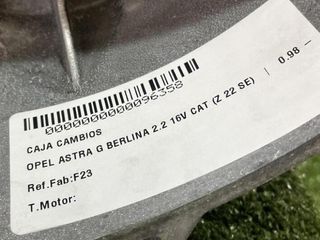 0000000000096358
CAJA CAMBIOS
OPEL ASTRA G BERLINA 2.2 16V CAT (Z 22 SE) | 0.98 —
Ref.Fab:F23
T.Motor: